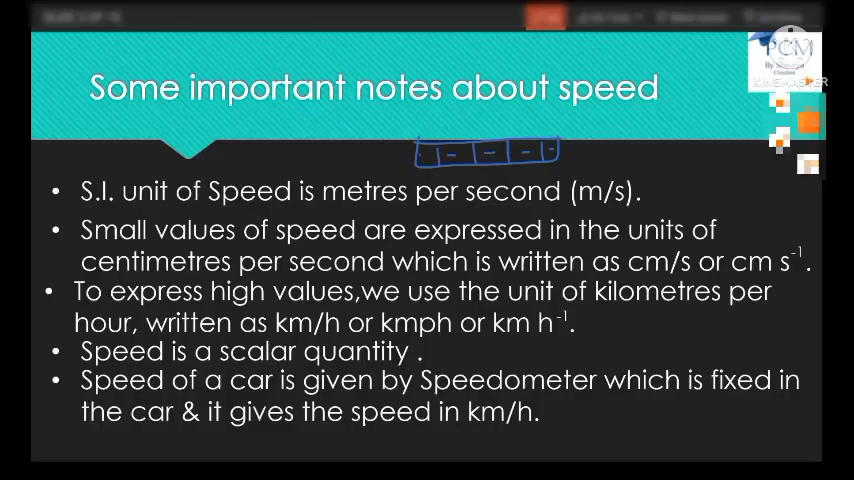 PCM
KINEMASTER
Some important notes about speed
• S.I. unit of Speed is metres per second (m/s).
• Small values of speed are expressed in the units of
centimetres per second which is written as cm/s or cm s⁻¹.
• To express high values,we use the unit of kilometres per
hour, written as km/h or kmph or km h⁻¹.
• Speed is a scalar quantity .
• Speed of a car is given by Speedometer which is fixed in
the car & it gives the speed in km/h.